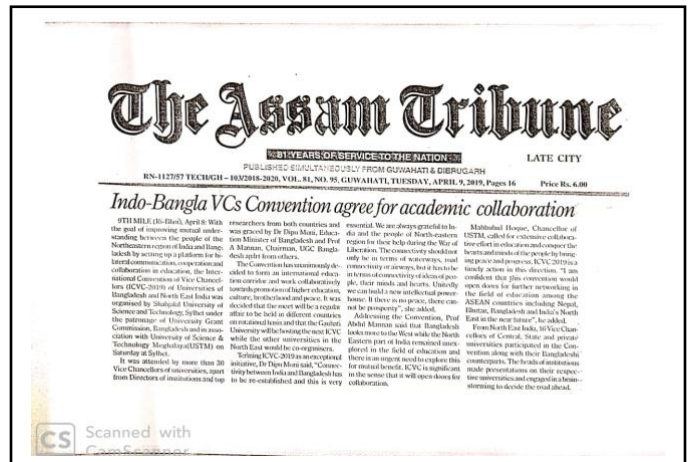 The Assam Tribune
81 YEARS OF SERVICE TO THE NATION
LATE CITY
PUBLISHED SIMULTANEOUSLY FROM GUWAHATI & DIBRUGARH
RN-1127/57 TECH/GH – 103/2018-2020, VOL. 81, NO. 95, GUWAHATI, TUESDAY, APRIL 9, 2019, Pages 16 Price Rs. 6.00
Indo-Bangla VCs Convention agree for academic collaboration
9TH MILE (Ri-Bhoi), April 8: With
the goal of improving mutual under-
standing between the people of the
Northeastern region of India and Bang-
ladesh by setting up a platform for bi-
lateral communication, cooperation and
collaboration in education, the Inter-
national Conventions of Vice Chancel-
lors (ICVC-2019) of Universities of
Bangladesh and North East India was
organised by Shahjalal University of
Science and Technology, Sylhet under
the patronage of University Grant
Commission, Bangladesh and in asso-
ciation with University of Science &
Technology Meghalaya(USTM) on
Saturday at Sylhet.
It was attended by more than 30
Vice Chancellors of universities, apart
from Directors of institutions and top
researchers from both countries and
was graced by Dr Dipu Moni, Educa-
tion Minister of Bangladesh and Prof
A Mannan, Chairman, UGC Bangla-
desh apart from others.
The Convention has unanimously de-
cided to form an international educa-
tion corridor and work collaboratively
towards promotion of higher education,
culture, brotherhood and peace. It was
decided that the meet will be a regular
affair to be held in different countries
on rotational basis and that the Gauhati
University will be hosting the next ICVC
while the other universities in the
North East would be co-organisers.
Terming ICVC-2019 as an exceptional
initiative, Dr Dipu Moni said, "Connec-
tivity between India and Bangladesh has
to be re-established and this is very
essential. We are always grateful to In-
dia and the people of North-eastern
region for these help during the War of
Liberation. The connectivity should not
only be in terms of waterways, road
connectivity or airways, but it has to be
in terms of connectivity of ideas of peo-
ple, their minds and hearts. Unitedly
we can build a new intellectual power-
house. If there is no peace, there can-
not be prosperity", she added.
Addressing the Convention, Prof
Abdul Mannan said that Bangladesh
looks more to the West while the North
Eastern part of India remained unex-
plored in the field of education and
there is an urgent need to explore this
for mutual benefit. ICVC is significant
in the sense that it will open doors for
collaboration.
Mahbubul Hoque, Chancellor of
USTM, called for extensive collabora-
tive effort in education and conquer the
hearts and minds of the people by bring-
ing peace and progress. ICVC-2019 is a
timely action in this direction. "I am
confident that this convention would
open doors for further networking in
the field of education among the
ASEAN countries including Nepal,
Bhutan, Bangladesh and India's North
East in the near future", he added.
From North East India, 16 Vice Chan-
cellors of Central, State and private
universities participated in the Con-
vention along with their Bangladeshi
counterparts. The heads of institutions
made presentations on their respec-
tive universities and engaged in a brain-
storming to decide the road ahead.
CS Scanned with
CamScanner